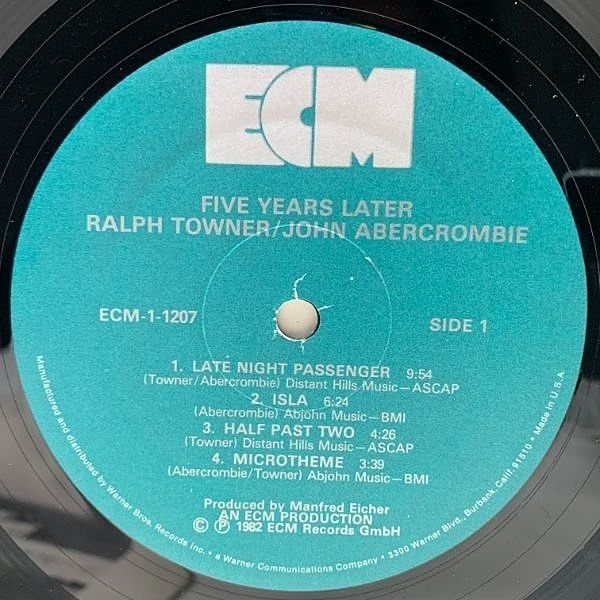 ECM
FIVE YEARS LATER
RALPH TOWNER/JOHN ABERCROMBIE
ECM-1-1207
SIDE 1
1. LATE NIGHT PASSENGER 9:54
(Towner/Abercrombie) Distant Hills Music—ASCAP
2. ISLA 6:24
(Abercrombie) Abjohn Music—BMI
3. HALF PAST TWO 4:26
(Towner) Distant Hills Music—ASCAP
4. MICROTHEME 3:39
(Abercrombie/Towner) Abjohn Music—BMI
Produced by Manfred Eicher
AN ECM PRODUCTION
© ℗ 1982 ECM Records GmbH
Manufactured and distributed by Warner Bros. Records Inc. • a Warner Communications Company • 3300 Warner Blvd., Burbank, Calif. 91510 • Made in U.S.A.